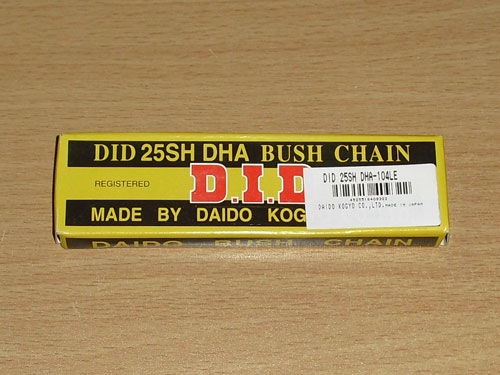 DID 25SH DHA BUSH CHAIN
REGISTERED
D.I.D
MADE BY DAIDO KOG
DID 25SH DHA-104LE
DAIDO KOGYO CO.,LTD. MADE IN JAPAN
DAIDO BUSH CHAIN